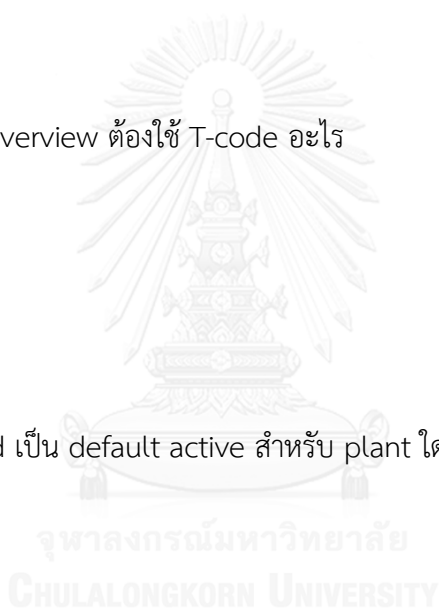 verview ต้องใช้ T-code อะไร
เป็น default active สำหรับ plant ใด
จุฬาลงกรณ์มหาวิทยาลัย
CHULALONGKORN UNIVERSITY